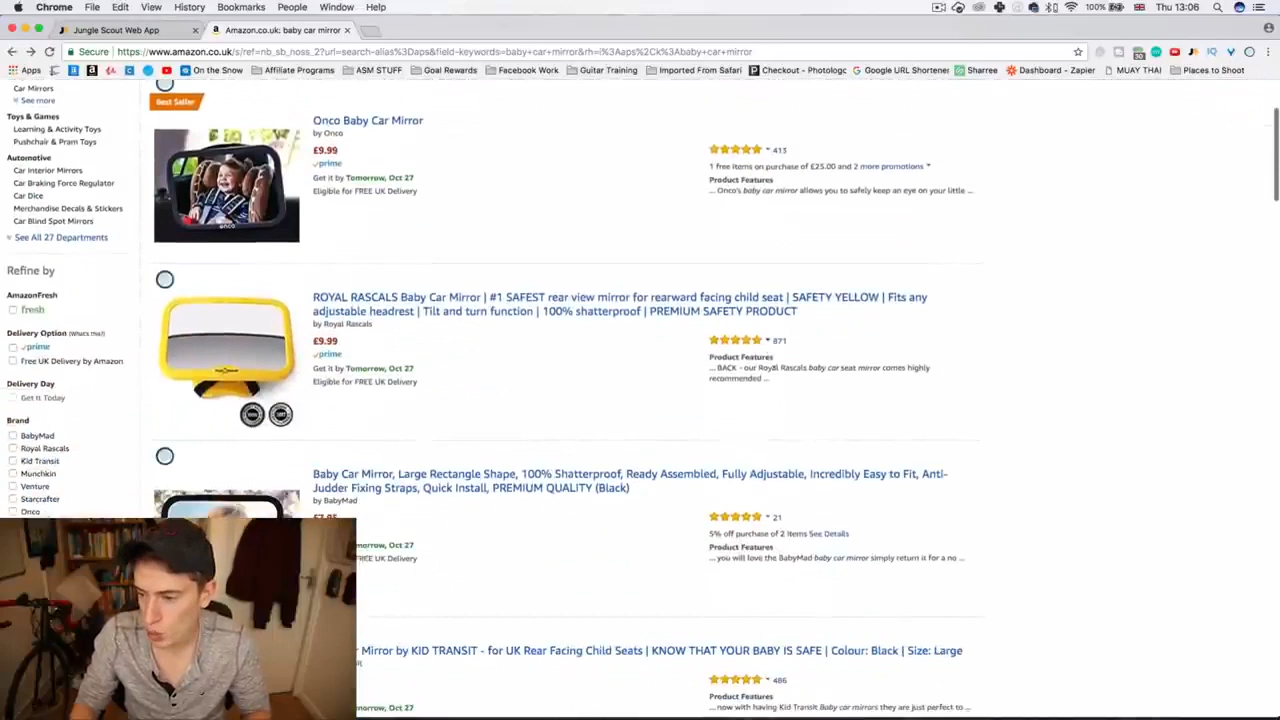 Chrome File Edit View History Bookmarks People Window Help 100% Thu 13:06
Jungle Scout Web App
Amazon.co.uk: baby car mirror
Secure https://www.amazon.co.uk/s/ref=nb_sb_noss_2?url=search-alias%3Daps&field-keywords=baby+car+mirror&rh=i%3Aaps%2Ck%3Ababy+car+mirror
Apps On the Snow Affiliate Programs ASM STUFF Goal Rewards Facebook Work Guitar Training Imported From Safari Checkout - Photologo Google URL Shortener Sharree Dashboard - Zapier MUAY THAI Places to Shoot
Car Mirrors
See more
Toys & Games
Learning & Activity Toys
Pushchair & Pram Toys
Automotive
Car Interior Mirrors
Car Braking Force Regulator
Car Dice
Merchandise Decals & Stickers
Car Blind Spot Mirrors
See All 27 Departments
Refine by
AmazonFresh
fresh
Delivery Option (What's this?)
prime
Free UK Delivery by Amazon
Delivery Day
Get it Today
Brand
BabyMad
Royal Rascals
Kid Transit
Munchkin
Venture
Starcrafter
Onco
Best Seller
onco
Onco Baby Car Mirror
by Onco
£9.99
prime
Get it by Tomorrow, Oct 27
Eligible for FREE UK Delivery
413
1 free items on purchase of £25.00 and 2 more promotions
Product Features
... Onco's baby car mirror allows you to safely keep an eye on your little ...
ROYAL RASCALS Baby Car Mirror | #1 SAFEST rear view mirror for rearward facing child seat | SAFETY YELLOW | Fits any
adjustable headrest | Tilt and turn function | 100% shatterproof | PREMIUM SAFETY PRODUCT
by Royal Rascals
£9.99
prime
Get it by Tomorrow, Oct 27
Eligible for FREE UK Delivery
871
Product Features
... BACK - our Royal Rascals baby car seat mirror comes highly
recommended ...
Baby Car Mirror, Large Rectangle Shape, 100% Shatterproof, Ready Assembled, Fully Adjustable, Incredibly Easy to Fit, Anti-
Judder Fixing Straps, Quick Install, PREMIUM QUALITY (Black)
by BabyMad
£7.95
morrow, Oct 27
FREE UK Delivery
21
5% off purchase of 2 items See Details
Product Features
... you will love the BabyMad baby car mirror simply return it for a no ...
Mirror by KID TRANSIT - for UK Rear Facing Child Seats | KNOW THAT YOUR BABY IS SAFE | Colour: Black | Size: Large
morrow, Oct 27
486
Product Features
... now with having Kid Transit Baby car mirrors they are just perfect to ...